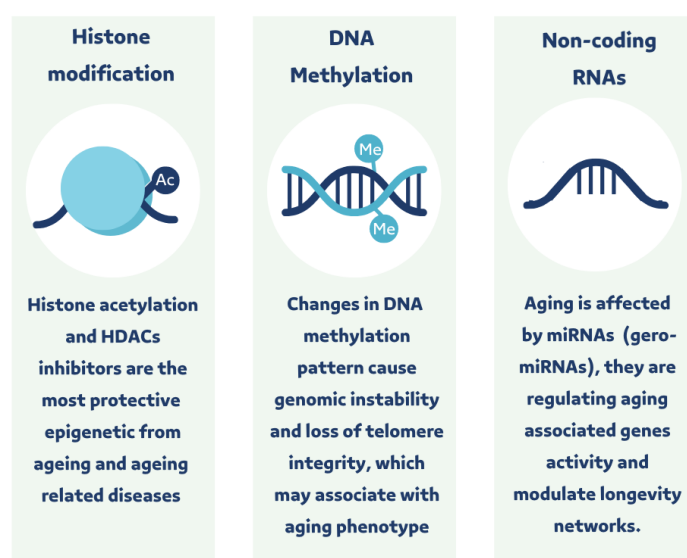 Histone
modification
Ac
Histone acetylation
and HDACs
inhibitors are the
most protective
epigenetic from
ageing and ageing
related diseases
DNA
Methylation
Me
Me
Changes in DNA
methylation
pattern cause
genomic instability
and loss of telomere
integrity, which
may associate with
aging phenotype
Non-coding
RNAs
Aging is affected
by miRNAs (gero-
miRNAs), they are
regulating aging
associated genes
activity and
modulate longevity
networks.